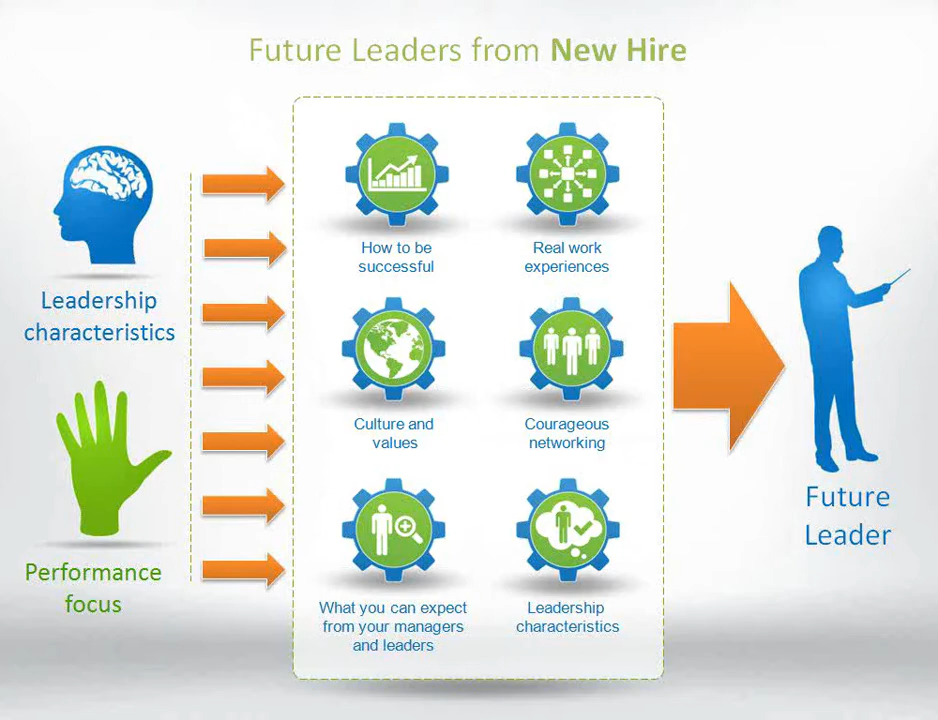 Future Leaders from New Hire
Leadership
characteristics
Performance
focus
How to be
successful
Real work
experiences
Culture and
values
Courageous
networking
What you can expect
from your managers
and leaders
Leadership
characteristics
Future
Leader